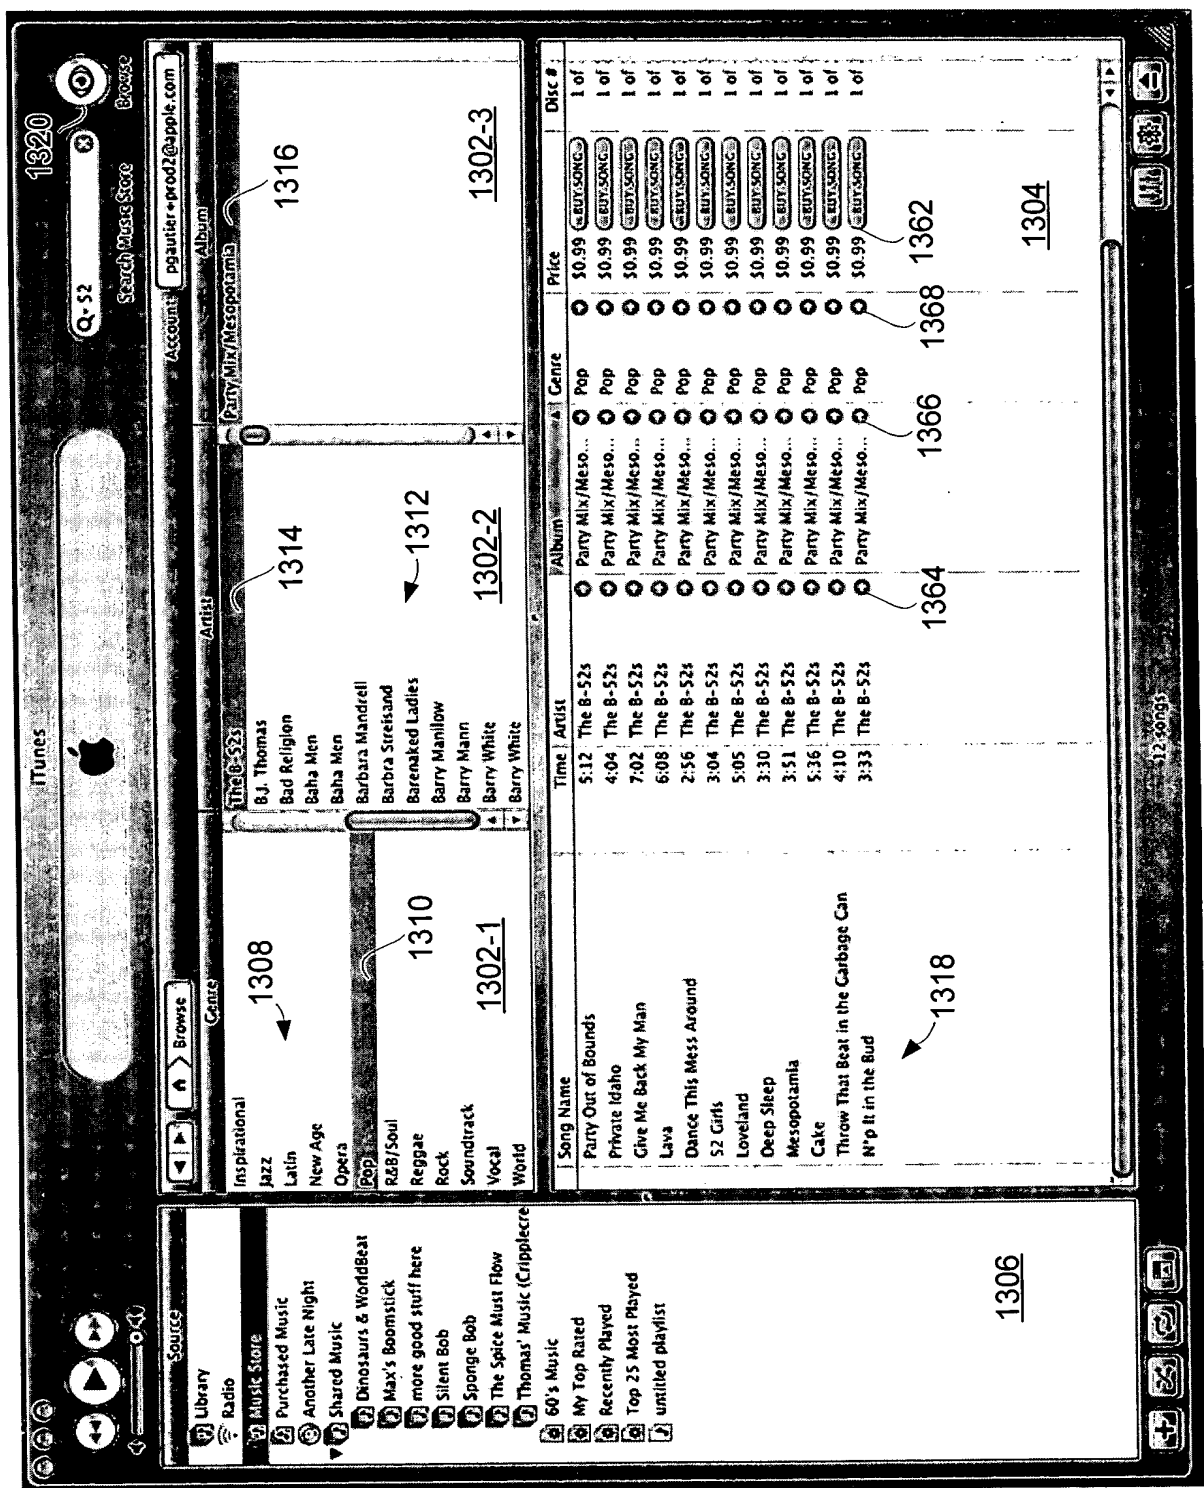 iTunes
1320
Q 52
Search Music Store
Browse
Source
Library
Radio
Music Store
Purchased Music
Another Late Night
Shared Music
Dinosaurs & WorldBeat
Max's Boomstick
more good stuff here
Silent Bob
Sponge Bob
The Spice Must Flow
Thomas' Music (Cripplecre
60's Music
My Top Rated
Recently Played
Top 25 Most Played
untitled playlist
1306
Browse
Account:
pgautier+prod2@apple.com
Genre
Inspirational
Jazz
Latin
New Age
Opera
Pop
R&B/Soul
Reggae
Rock
Soundtrack
Vocal
World
1308
1310
1302-1
Artist
The B-52s
B.J. Thomas
Bad Religion
Baha Men
Baha Men
Barbara Mandrell
Barbra Streisand
Barenaked Ladies
Barry Manilow
Barry Mann
Barry White
Barry White
1314
1312
1302-2
Album
Party Mix/Mesopotamia
1316
1302-3
Song Name Time Artist Album Genre Price Disc #
Party Out of Bounds 5:12 The B-52s Party Mix/Meso... Pop $0.99 BUY SONG 1 of
Private Idaho 4:04 The B-52s Party Mix/Meso... Pop $0.99 BUY SONG 1 of
Give Me Back My Man 7:02 The B-52s Party Mix/Meso... Pop $0.99 BUY SONG 1 of
Lava 6:08 The B-52s Party Mix/Meso... Pop $0.99 BUY SONG 1 of
Dance This Mess Around 2:56 The B-52s Party Mix/Meso... Pop $0.99 BUY SONG 1 of
52 Girls 3:04 The B-52s Party Mix/Meso... Pop $0.99 BUY SONG 1 of
Loveland 5:05 The B-52s Party Mix/Meso... Pop $0.99 BUY SONG 1 of
Deep Sleep 3:30 The B-52s Party Mix/Meso... Pop $0.99 BUY SONG 1 of
Mesopotamia 3:51 The B-52s Party Mix/Meso... Pop $0.99 BUY SONG 1 of
Cake 5:36 The B-52s Party Mix/Meso... Pop $0.99 BUY SONG 1 of
Throw That Beat in the Garbage Can 4:10 The B-52s Party Mix/Meso... Pop $0.99 BUY SONG 1 of
N*p It in the Bud 3:33 The B-52s Party Mix/Meso... Pop $0.99 BUY SONG 1 of
1318
1364
1366
1368
1362
1304
12 songs